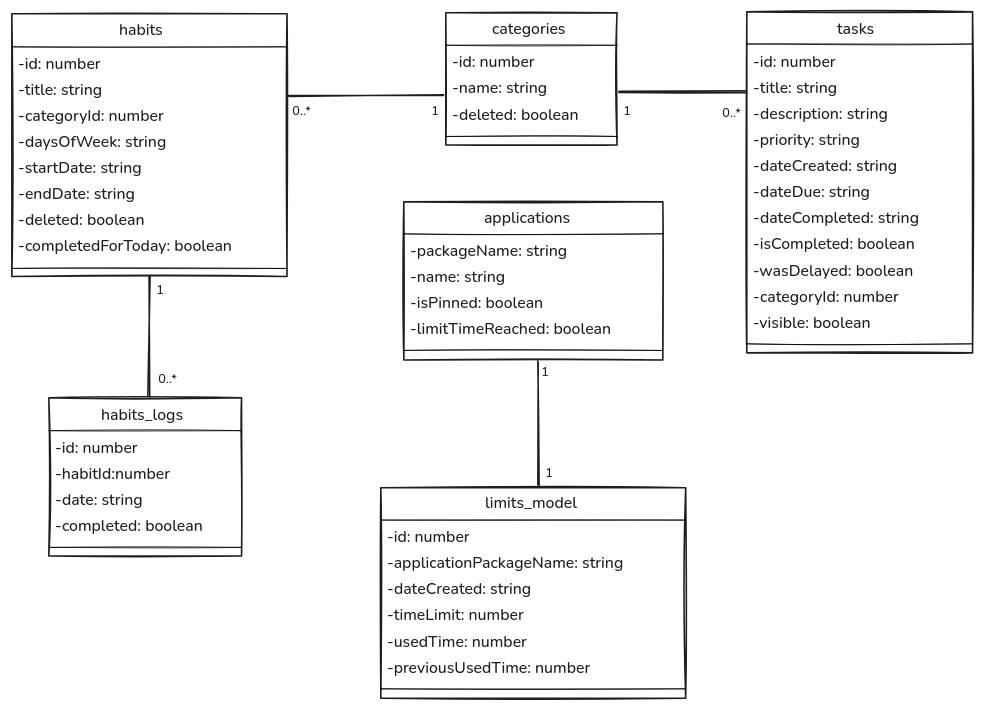 habits
-id: number
-title: string
-categoryId: number
-daysOfWeek: string
-startDate: string
-endDate: string
-deleted: boolean
-completedForToday: boolean
0..*
1
categories
-id: number
-name: string
-deleted: boolean
1
0..*
tasks
-id: number
-title: string
-description: string
-priority: string
-dateCreated: string
-dateDue: string
-dateCompleted: string
-isCompleted: boolean
-wasDelayed: boolean
-categoryId: number
-visible: boolean
applications
-packageName: string
-name: string
-isPinned: boolean
-limitTimeReached: boolean
1
0..*
habits_logs
-id: number
-habitId:number
-date: string
-completed: boolean
1
1
limits_model
-id: number
-applicationPackageName: string
-dateCreated: string
-timeLimit: number
-usedTime: number
-previousUsedTime: number